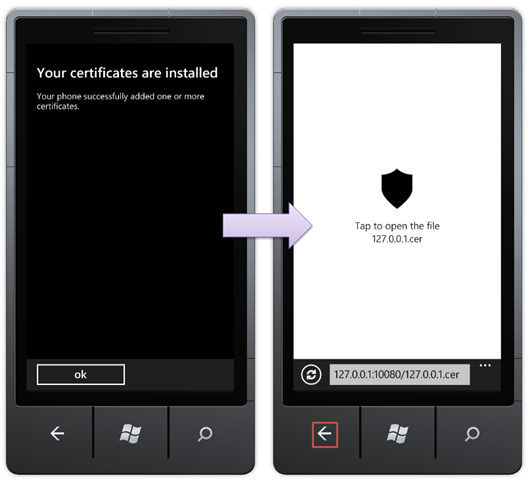 Your certificates are installed
Your phone successfully added one or more
certificates.
ok
Tap to open the file
127.0.0.1.cer
127.0.0.1:10080/127.0.0.1.cer